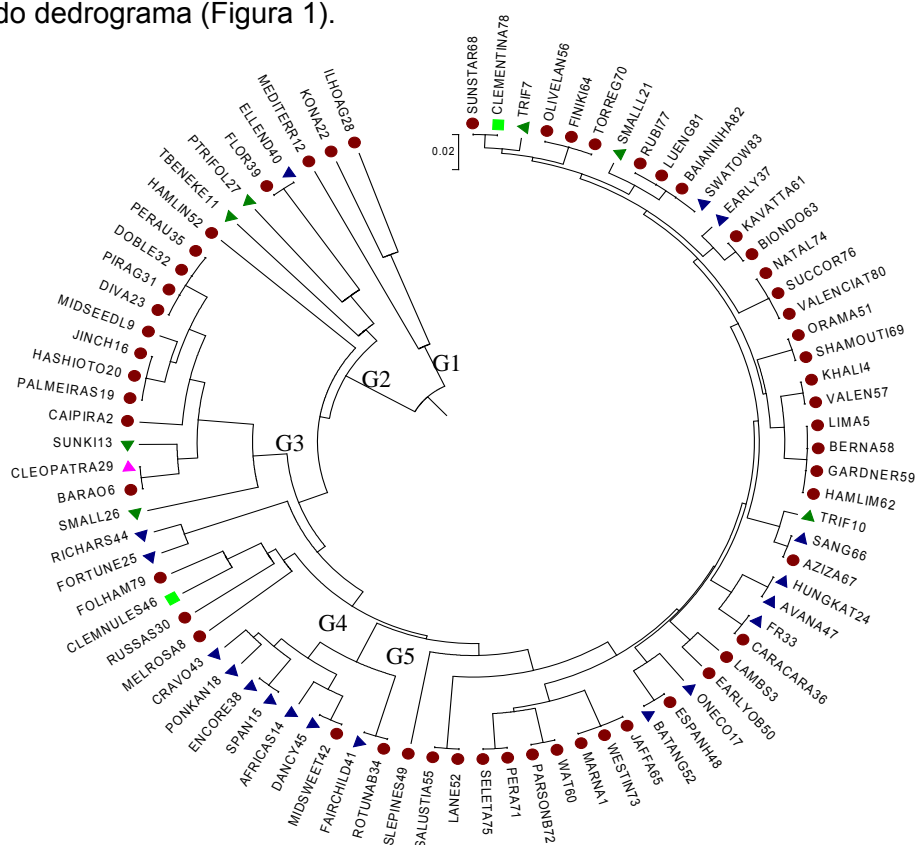 do dedrograma (Figura 1).
SUNSTAR68
CLEMENTINA78
TRIF7
OLIVELAN56
FINIKI64
TORREG70
SMALLL21
RUBI77
LUENG81
BAIANINHA82
SWATOW83
EARLY37
KAVATTA61
BIONDO63
NATAL74
SUCCOR76
VALENCIAT80
ORAMA51
SHAMOUTI69
KHALI4
VALEN57
LIMA5
BERNA58
GARDNER59
HAMLIM62
TRIF10
SANG66
AZIZA67
HUNGKAT24
AVANA47
FR33
CARACARA36
LAMBS3
EARLYOB50
ONECO17
ESPANH48
BATANG52
JAFFA65
WESTIN73
MARNA1
WAT60
PARSONB72
PERA71
SELETA75
LANE52
SALUSTIA55
SLEPINES49
ROTUNAB34
FAIRCHILD41
MIDSWEET42
DANCY45
AFRICAS14
SPAN15
ENCORE38
PONKAN18
CRAVO43
MELROSA8
RUSSAS30
CLEMNULES46
FOLHAM79
FORTUNE25
RICHARS44
SMALL26
BARAO6
CLEOPATRA29
SUNKI13
CAIPIRA2
PALMEIRAS19
HASHIOTO20
JINCH16
MIDSEEDL9
DIVA23
PIRAG31
DOBLE32
PERAU35
HAMLIN52
TBENEKE11
PTRIFOL27
FLOR39
ELLEND40
MEDITERR12
KONA22
ILHOAG28
0.02
G1
G2
G3
G4
G5